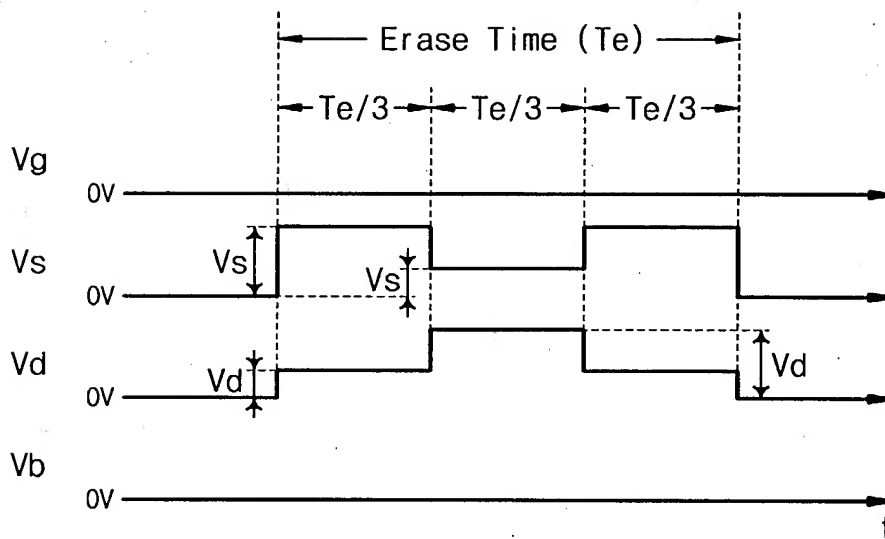 Erase Time (Te)
Te/3 Te/3 Te/3
Vg
0V
Vs
Vs
Vs
0V
Vd
Vd
Vd
0V
Vb
0V